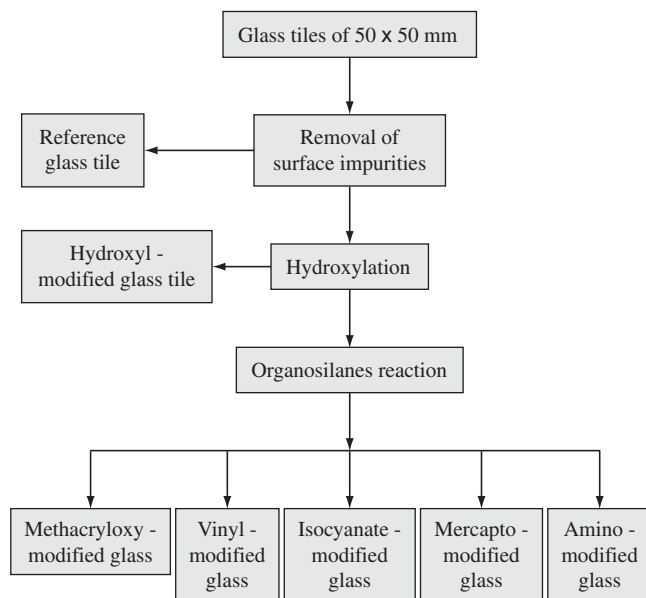 Glass tiles of 50 x 50 mm
Reference
glass tile
Removal of
surface impurities
Hydroxyl -
modified glass tile
Hydroxylation
Organosilanes reaction
Methacryloxy -
modified glass
Vinyl -
modified
glass
Isocyanate -
modified
glass
Mercapto -
modified
glass
Amino -
modified
glass